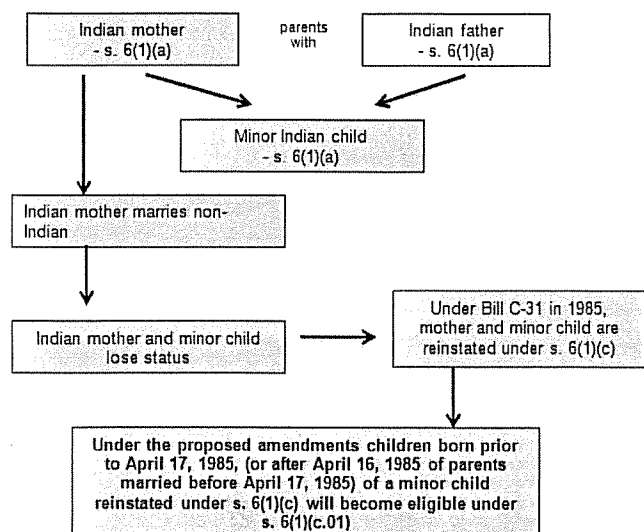 Indian mother
- s. 6(1)(a)
parents
with
Indian father
- s. 6(1)(a)
Minor Indian child
- s. 6(1)(a)
Indian mother marries non-
Indian
Indian mother and minor child
lose status
Under Bill C-31 in 1985,
mother and minor child are
reinstated under s. 6(1)(c)
Under the proposed amendments children born prior
to April 17, 1985, (or after April 16, 1985 of parents
married before April 17, 1985) of a minor child
reinstated under s. 6(1)(c) will become eligible under
s. 6(1)(c.01)